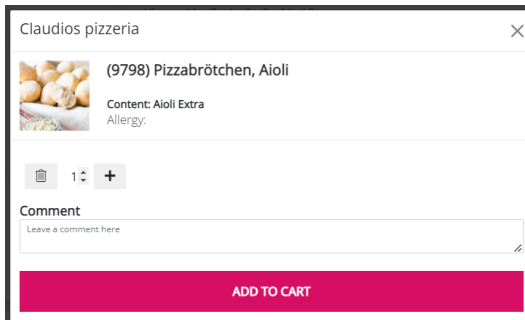 Claudios pizzeria
(9798) Pizzabrötchen, Aioli
Content: Aioli Extra
Allergy:
1
Comment
Leave a comment here
ADD TO CART